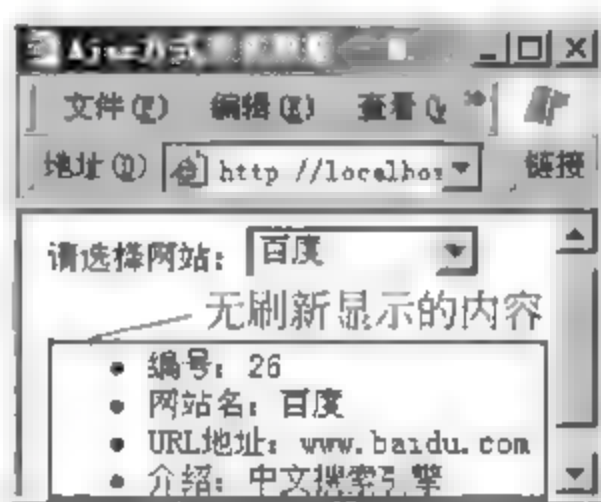 Ajax方式
文件(F) 编辑(E) 查看(V »
地址(D) http //localhos 链接
请选择网站： 百度
无刷新显示的内容
• 编号：26
• 网站名：百度
• URL地址：www.baidu.com
• 介绍：中文搜索引擎